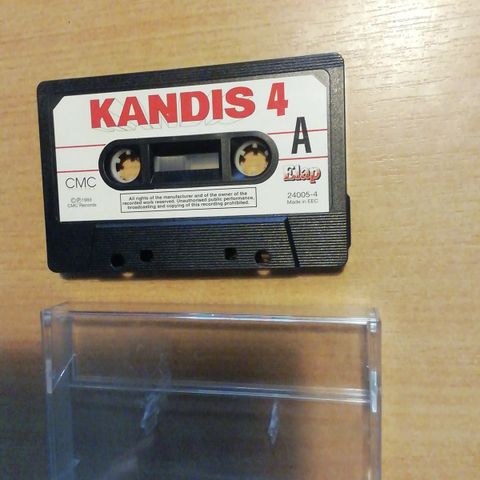 KANDIS 4
A
CMC
Elap
©℗1993
CMC Records
All rights of the manufacturer and of the owner of the
recorded work reserved. Unauthorised public performance,
broadcasting and copying of this recording prohibited.
24005-4
Made in EEC